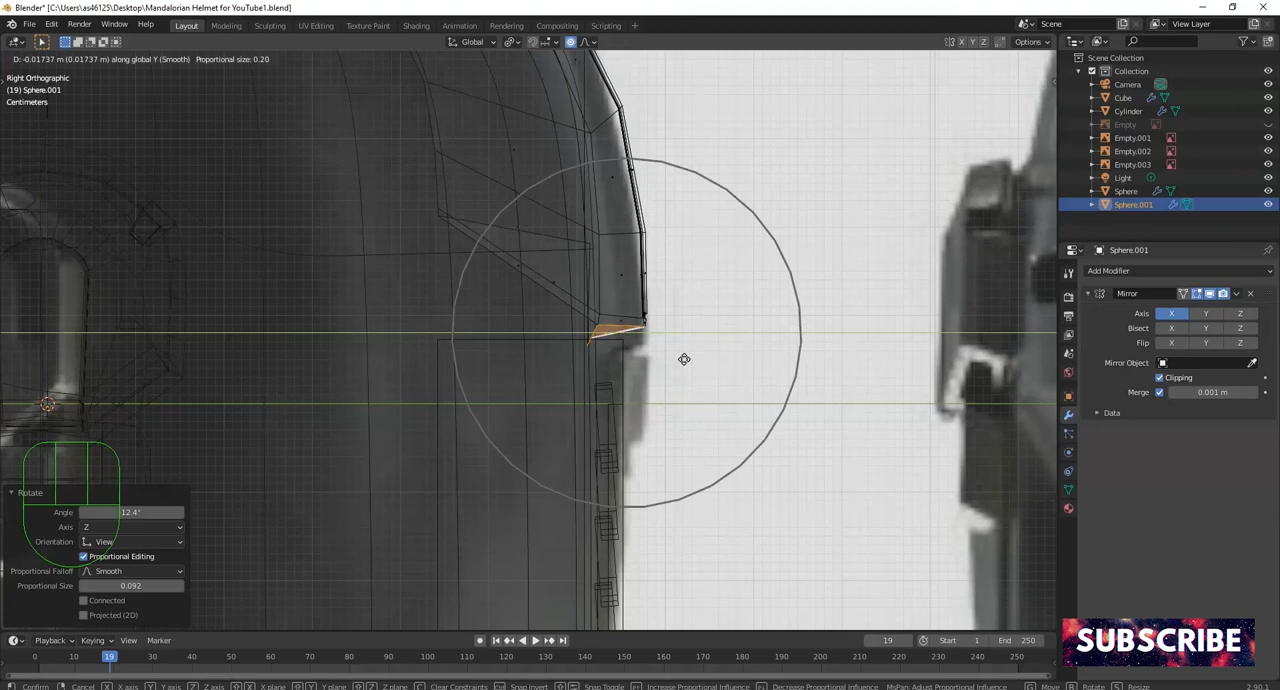 Blender* [C:\Users\as46125\Desktop\Mandalorian Helmet for YouTube1.blend]
File Edit Render Window Help Layout Modeling Sculpting UV Editing Texture Paint Shading Animation Rendering Compositing Scripting Scene View Layer
Global X Y Z Options
D: -0.01737 m (0.01737 m) along global Y (Smooth) Proportional size: 0.20
Right Orthographic
(19) Sphere.001
Centimeters
Scene Collection
Collection
Camera
Cube
Cylinder
Empty
Empty.001
Empty.002
Empty.003
Light
Sphere
Sphere.001
Sphere.001
Add Modifier
Mirror
Axis X Y Z
Bisect X Y Z
Flip X Y Z
Mirror Object
Clipping
Merge 0.001 m
Data
Rotate
Angle 12.4°
Axis Z
Orientation View
Proportional Editing
Proportional Falloff Smooth
Proportional Size 0.092
Connected
Projected (2D)
SUBSCRIBE
Playback Keying View Marker 19 Start 1 End 250
0 10 19 30 40 50 60 70 80 90 100 110 120 130 140 150 160 170 180 190 200 210 220 230 240 250
Confirm Cancel X X axis Y Y axis Z Z axis X X plane Y Y plane Z Z plane C Clear Constraints Snap Invert Snap Toggle Increase Proportional Influence Decrease Proportional Influence MsPan: Adjust Proportional Influence G Move R Rotate S Resize 2.90.1